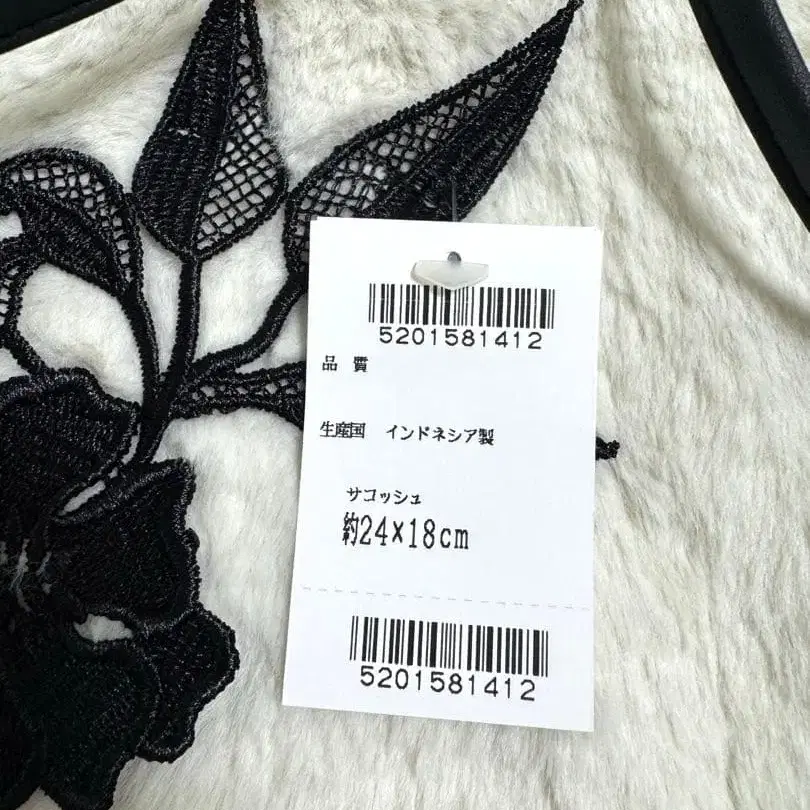 5201581412
品 質
生産国 インドネシア製
サコッシュ
約24×18cm
5201581412